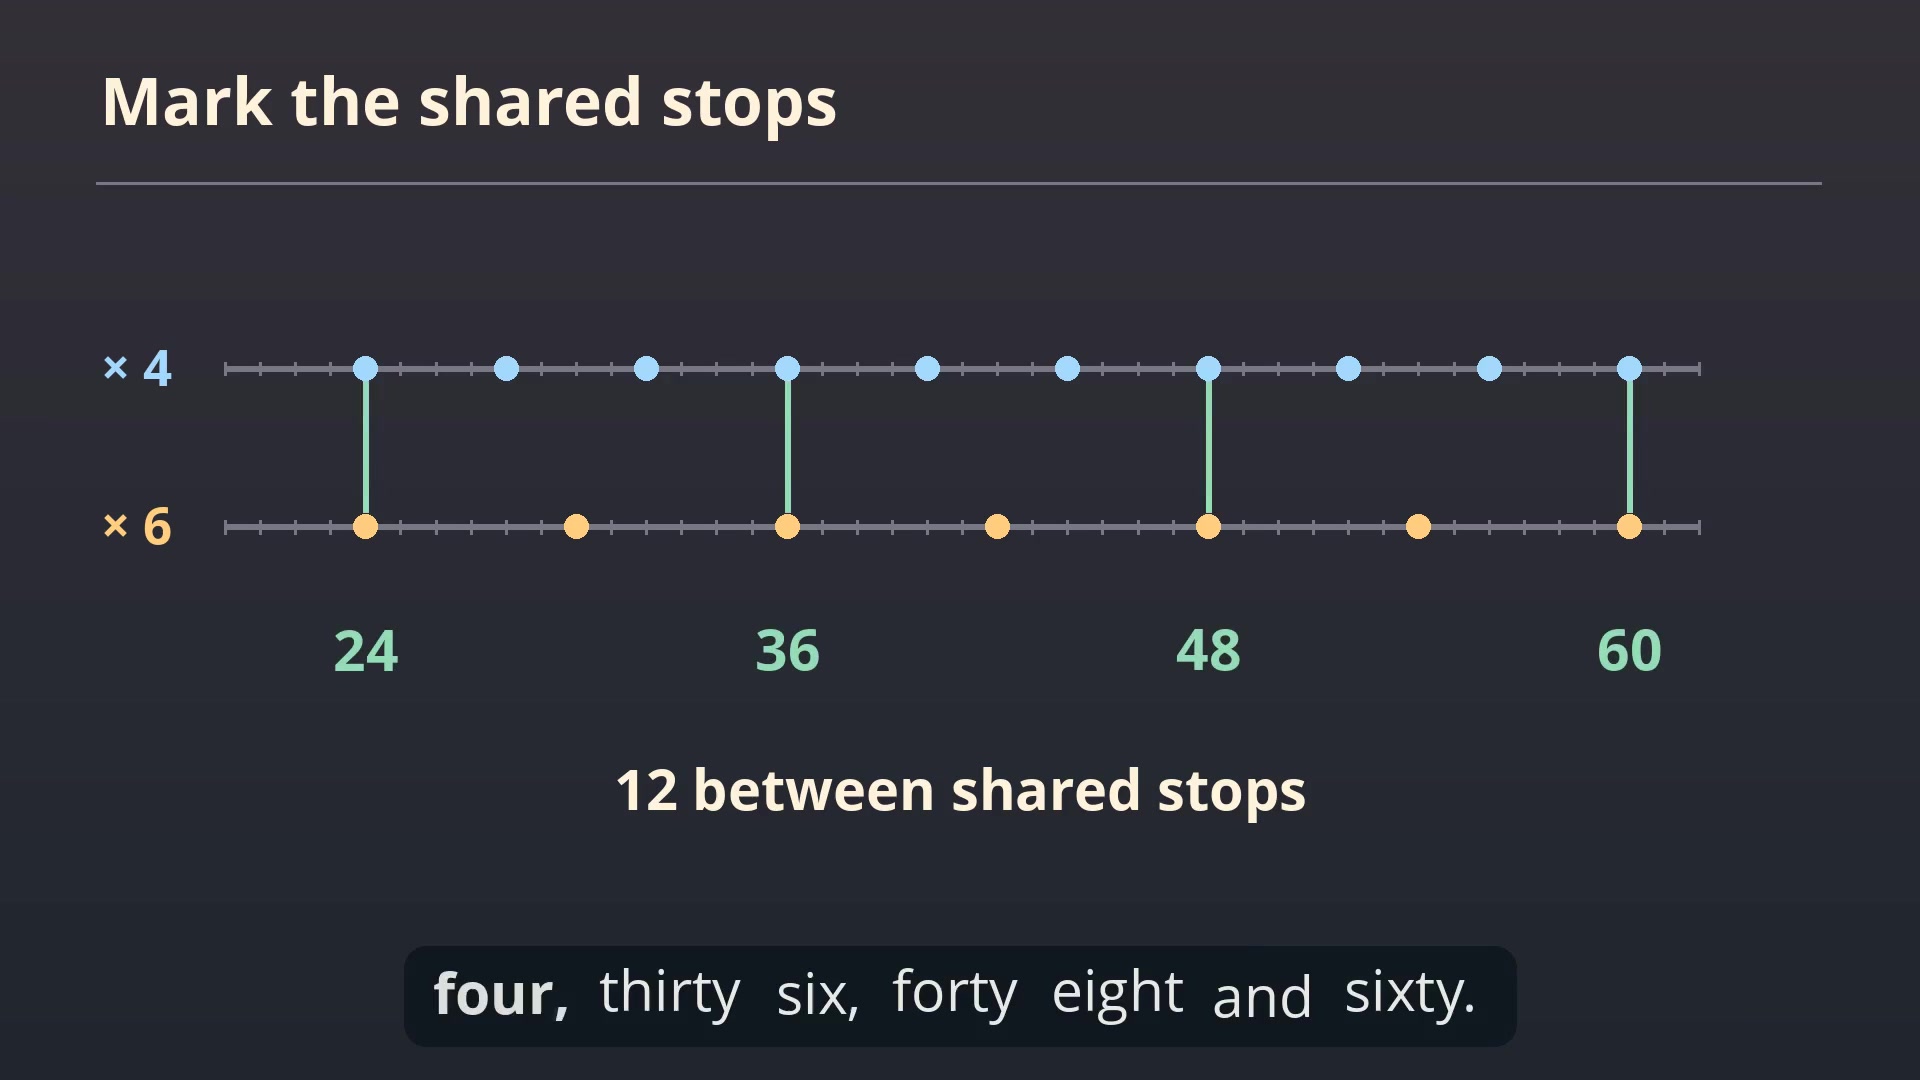 Mark the shared stops
× 4
× 6
24 36 48 60
12 between shared stops
four, thirty six, forty eight and sixty.